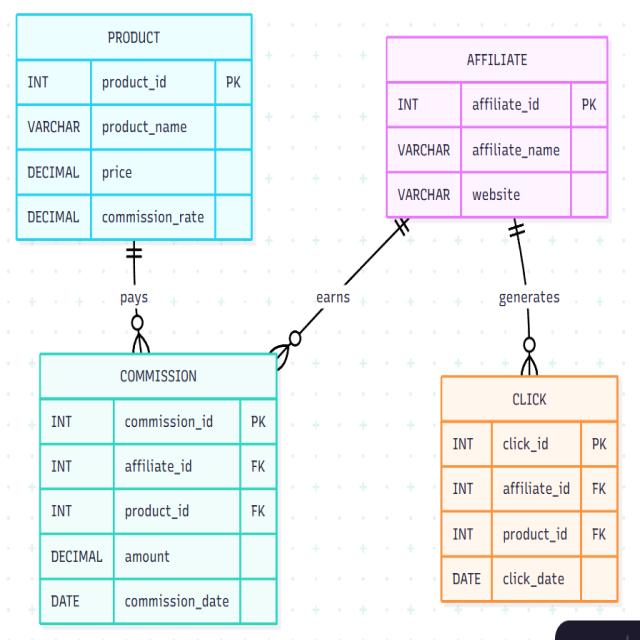 PRODUCT
INT product_id PK
VARCHAR product_name
DECIMAL price
DECIMAL commission_rate
AFFILIATE
INT affiliate_id PK
VARCHAR affiliate_name
VARCHAR website
pays
earns
generates
COMMISSION
INT commission_id PK
INT affiliate_id FK
INT product_id FK
DECIMAL amount
DATE commission_date
CLICK
INT click_id PK
INT affiliate_id FK
INT product_id FK
DATE click_date